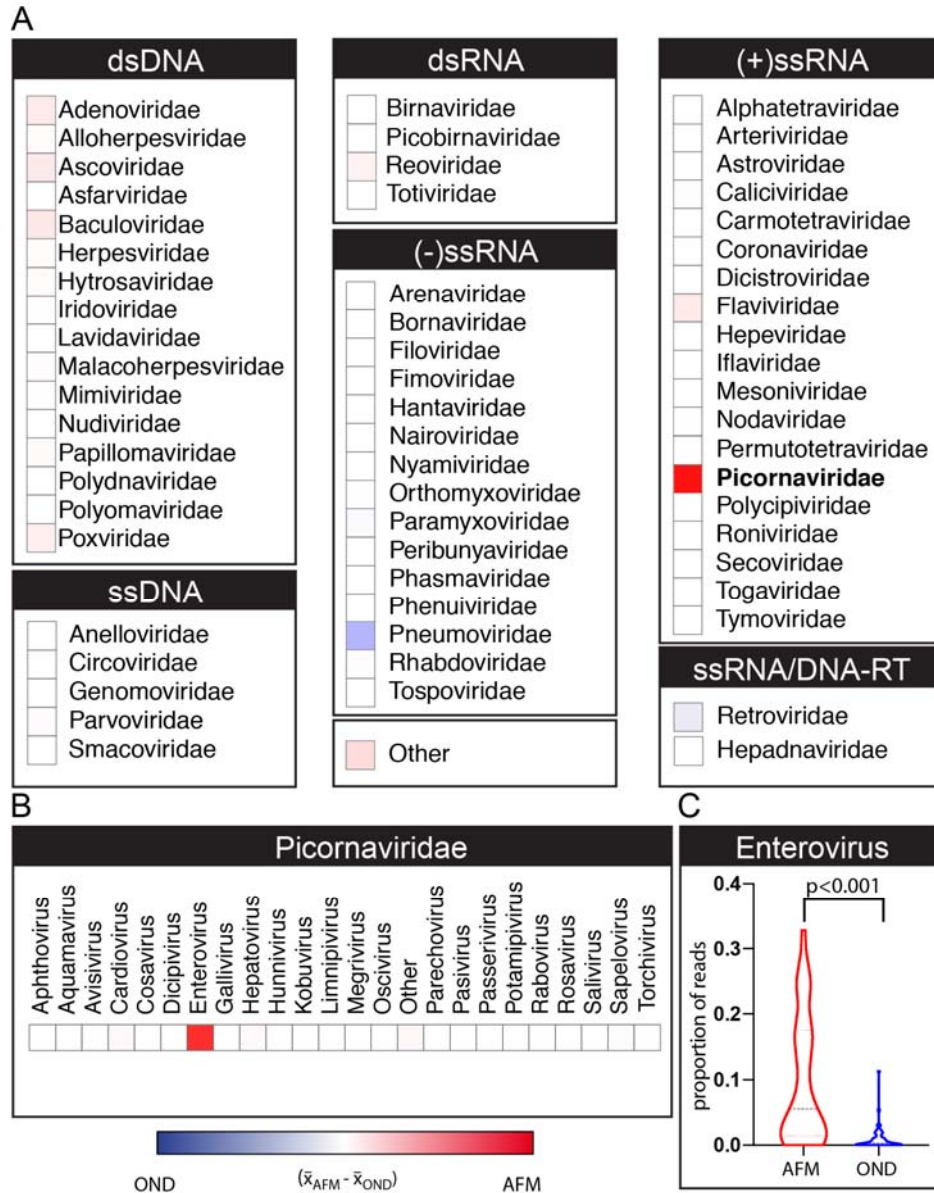 A
dsDNA
Adenoviridae
Alloherpesviridae
Ascoviridae
Asfarviridae
Baculoviridae
Herpesviridae
Hytrosaviridae
Iridoviridae
Lavidaviridae
Malacoherpesviridae
Mimiviridae
Nudiviridae
Papillomaviridae
Polydnaviridae
Polyomaviridae
Poxviridae
ssDNA
Anelloviridae
Circoviridae
Genomoviridae
Parvoviridae
Smacoviridae
dsRNA
Birnaviridae
Picobirnaviridae
Reoviridae
Totiviridae
(-)ssRNA
Arenaviridae
Bornaviridae
Filoviridae
Fimoviridae
Hantaviridae
Nairoviridae
Nyamiviridae
Orthomyxoviridae
Paramyxoviridae
Peribunyaviridae
Phasmaviridae
Phenuiviridae
Pneumoviridae
Rhabdoviridae
Tospoviridae
Other
(+)ssRNA
Alphatetraviridae
Arteriviridae
Astroviridae
Caliciviridae
Carmotetraviridae
Coronaviridae
Dicistroviridae
Flaviviridae
Hepeviridae
Iflaviridae
Mesoniviridae
Nodaviridae
Permutotetraviridae
Picornaviridae
Polycipiviridae
Roniviridae
Secoviridae
Togaviridae
Tymoviridae
ssRNA/DNA-RT
Retroviridae
Hepadnaviridae
B
Picornaviridae
Aphthovirus
Aquamavirus
Avisivirus
Cardiovirus
Cosavirus
Dicipivirus
Enterovirus
Gallivirus
Hepatovirus
Hunnivirus
Kobuvirus
Limnipivirus
Megrivirus
Oscivirus
Other
Parechovirus
Pasivirus
Passerivirus
Potamipivirus
Rabovirus
Rosavirus
Salivirus
Sapelovirus
Torchivirus
OND
(x̄AFM - x̄OND)
AFM
C
Enterovirus
p<0.001
proportion of reads
0.4
0.3
0.2
0.1
0.0
AFM
OND